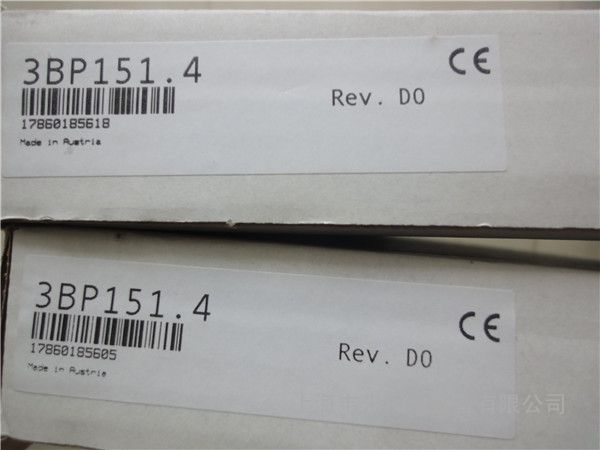 3BP151.4
CE
Rev. D0
17860185618
Made in Austria
3BP151.4
CE
Rev. D0
17860185605
Made in Austria
有限公司